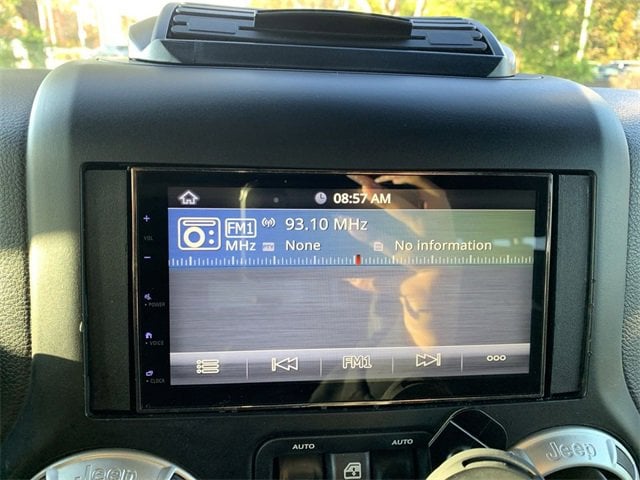 08:57 AM
FM1 93.10 MHz
MHz None No information
+
VOL
-
POWER
VOICE
CLOCK
FM1
AUTO AUTO
Jeep Jeep